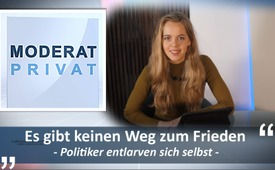 MODERAT
PRIVAT
Es gibt keinen Weg zum Frieden “
„ - Politiker entlarven sich selbst -